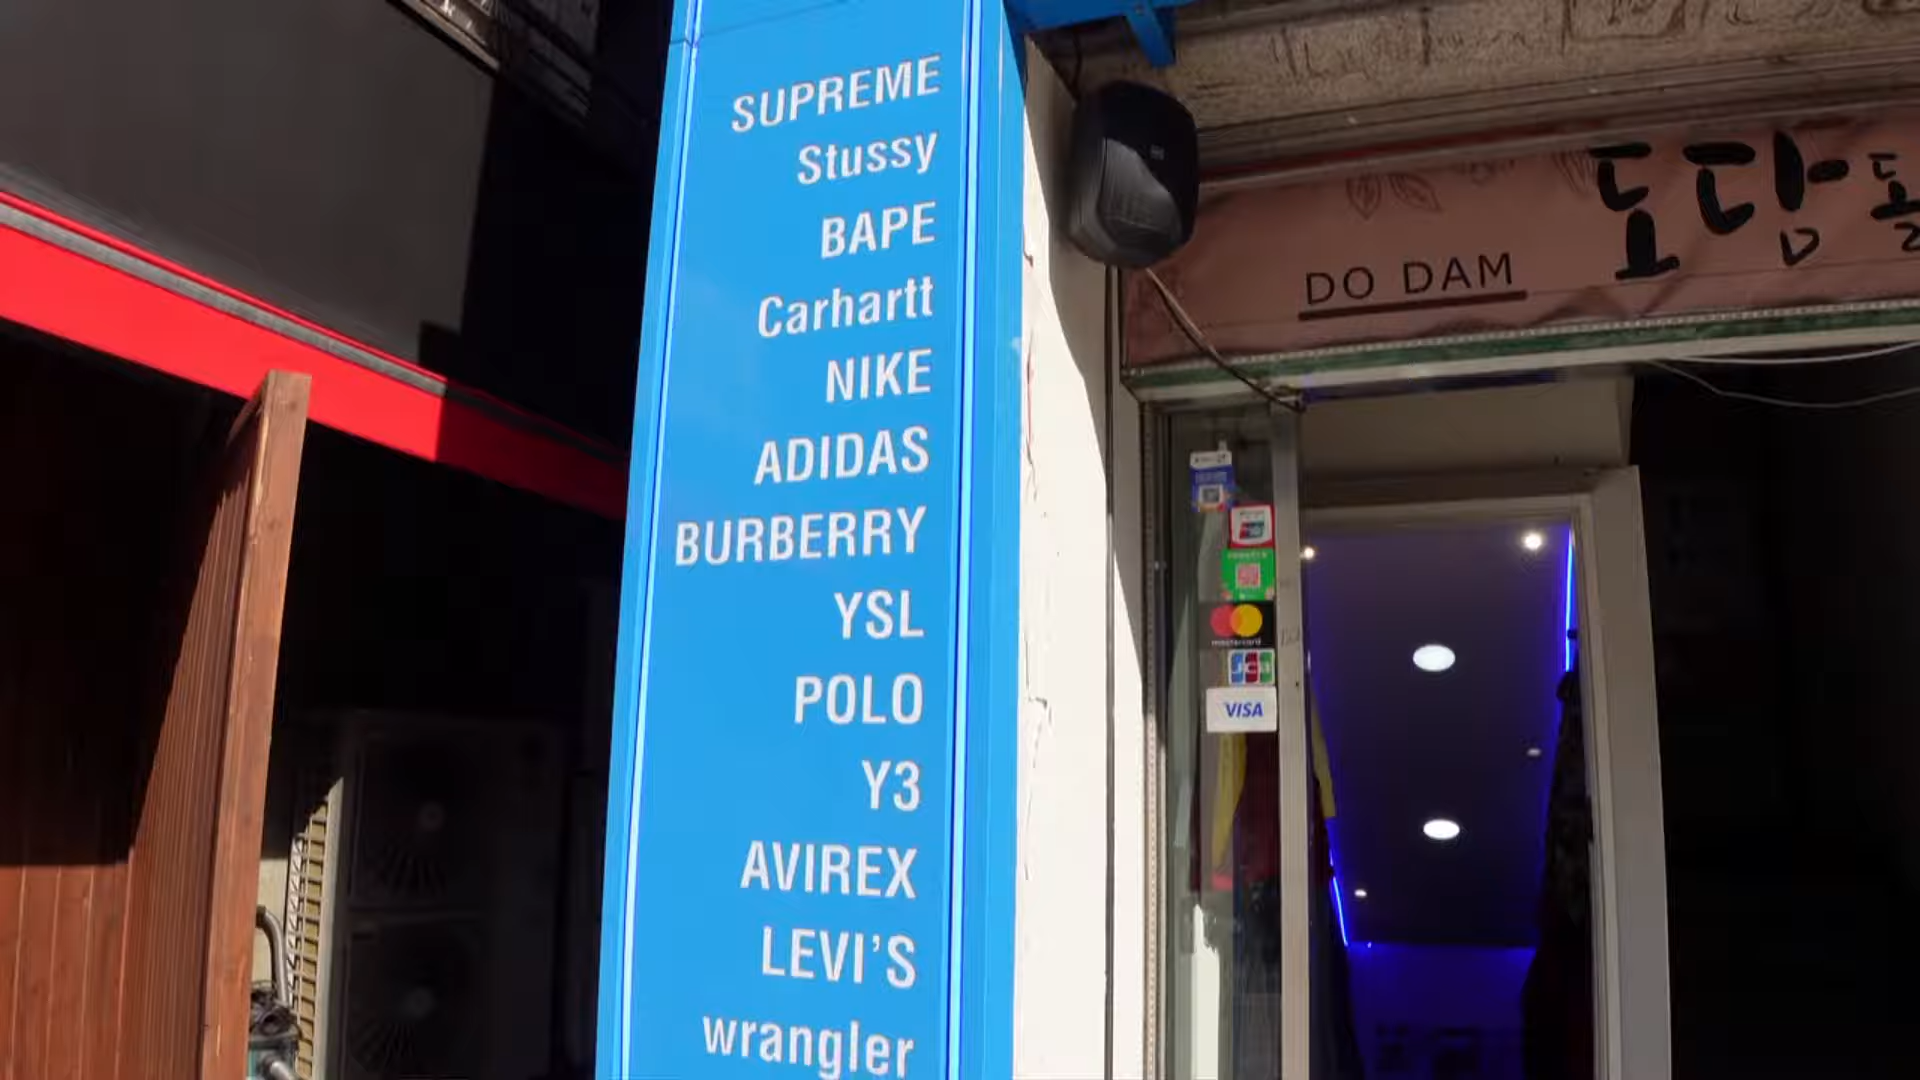 SUPREME
Stussy
BAPE
Carhartt
NIKE
ADIDAS
BURBERRY
YSL
POLO
Y3
AVIREX
LEVI'S
wrangler
DO DAM
도담
mastercard
JCB
VISA